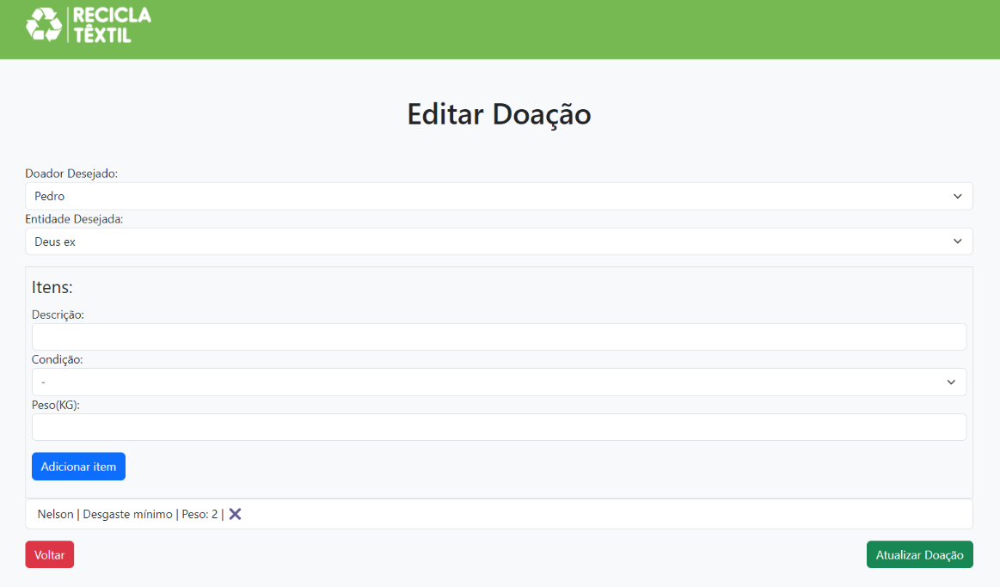 RECICLA
TÊXTIL
Editar Doação
Doador Desejado:
Pedro
Entidade Desejada:
Deus ex
Itens:
Descrição:
Condição:
-
Peso(KG):
Adicionar item
Nelson | Desgaste mínimo | Peso: 2 |
Voltar
Atualizar Doação